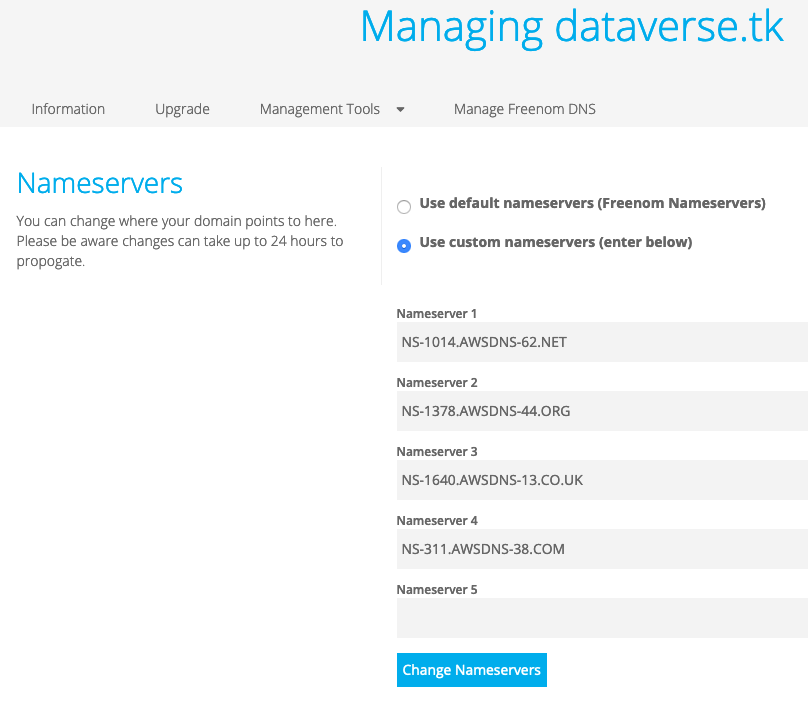 Managing dataverse.tk
Information
Upgrade
Management Tools
Manage Freenom DNS
Nameservers
You can change where your domain points to here.
Please be aware changes can take up to 24 hours to
propogate.
Use default nameservers (Freenom Nameservers)
Use custom nameservers (enter below)
Nameserver 1
NS-1014.AWSDNS-62.NET
Nameserver 2
NS-1378.AWSDNS-44.ORG
Nameserver 3
NS-1640.AWSDNS-13.CO.UK
Nameserver 4
NS-311.AWSDNS-38.COM
Nameserver 5
Change Nameservers